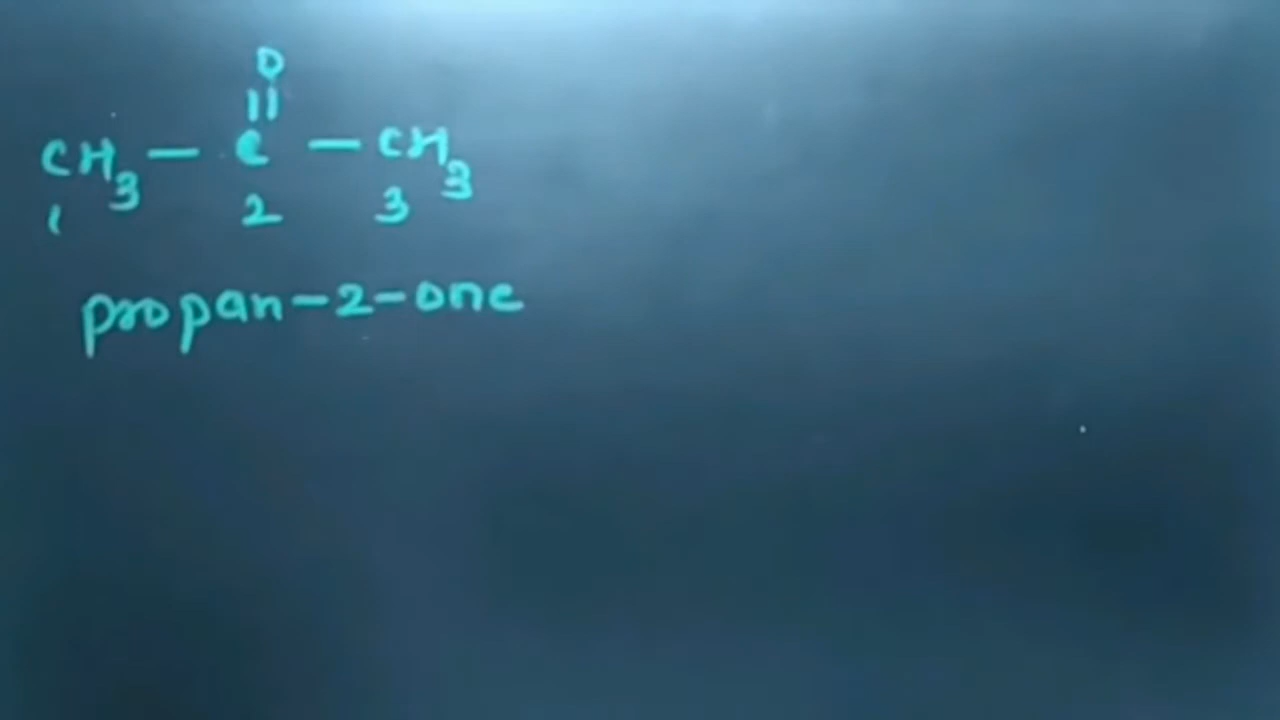 O
||
CH₃ — C — CH₃
1 2 3
propan-2-one